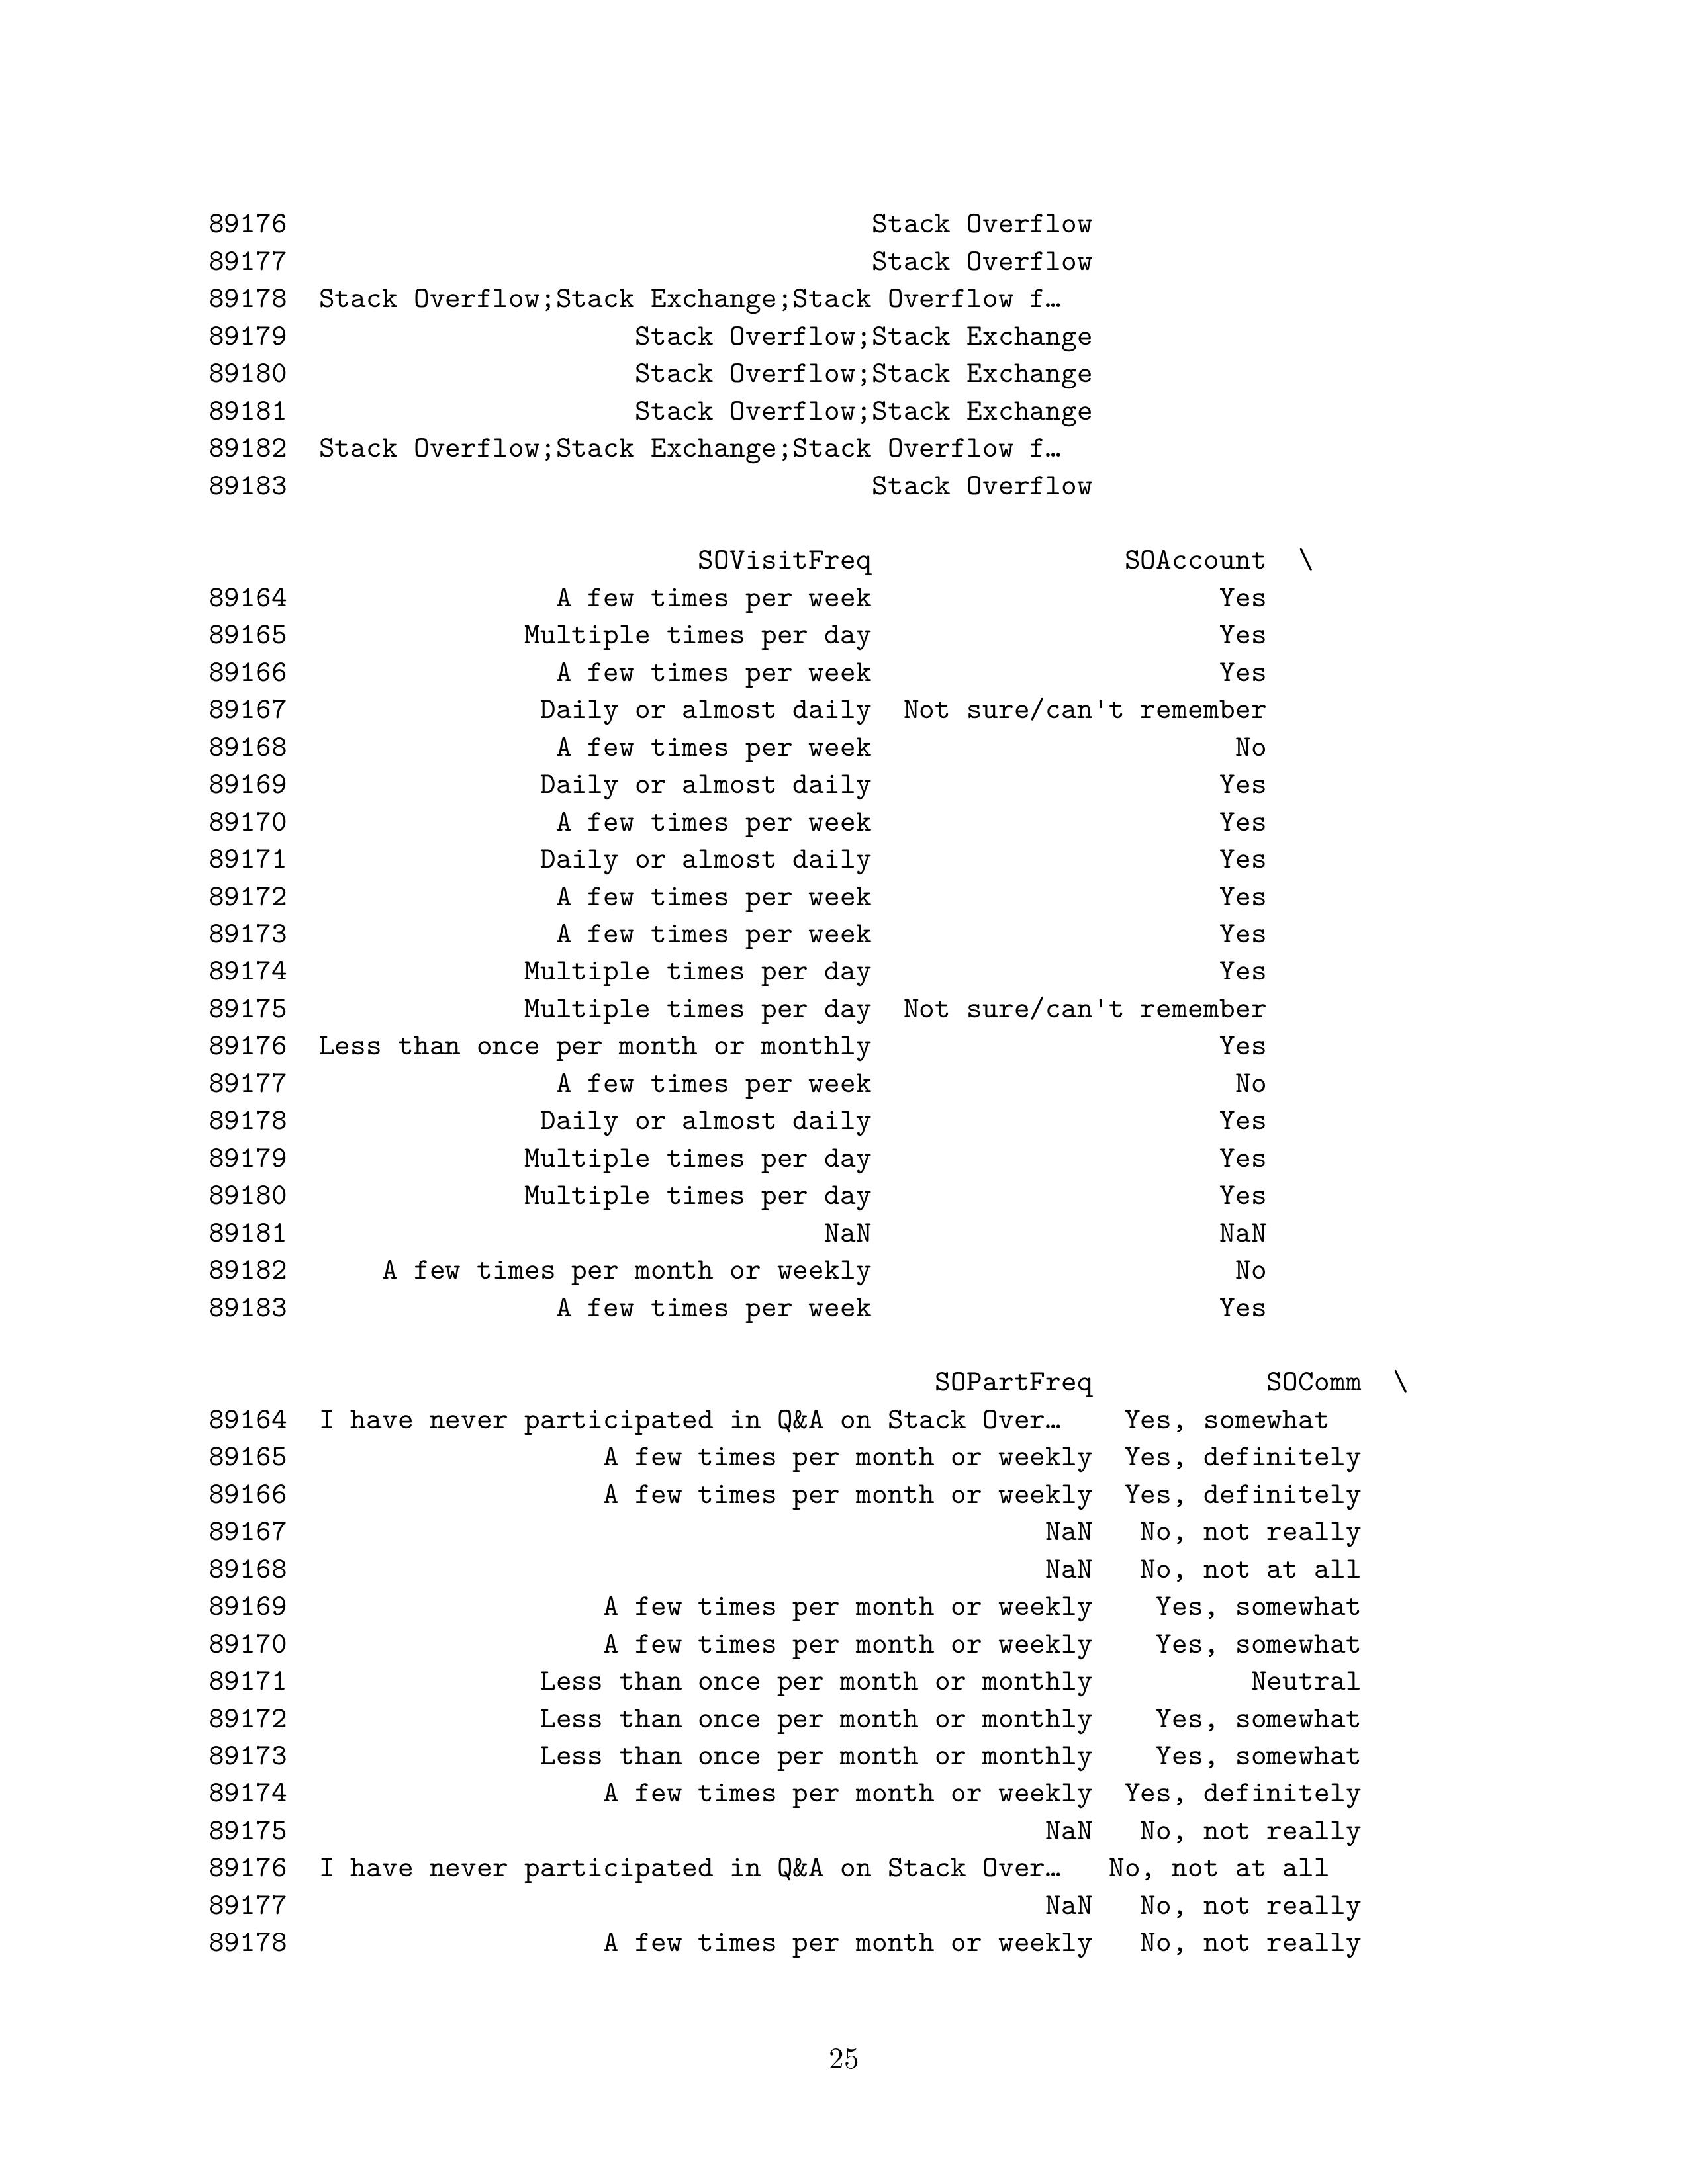 89176 Stack Overflow
89177 Stack Overflow
89178 Stack Overflow;Stack Exchange;Stack Overflow f…
89179 Stack Overflow;Stack Exchange
89180 Stack Overflow;Stack Exchange
89181 Stack Overflow;Stack Exchange
89182 Stack Overflow;Stack Exchange;Stack Overflow f…
89183 Stack Overflow
SOVisitFreq SOAccount \
89164 A few times per week Yes
89165 Multiple times per day Yes
89166 A few times per week Yes
89167 Daily or almost daily Not sure/can't remember
89168 A few times per week No
89169 Daily or almost daily Yes
89170 A few times per week Yes
89171 Daily or almost daily Yes
89172 A few times per week Yes
89173 A few times per week Yes
89174 Multiple times per day Yes
89175 Multiple times per day Not sure/can't remember
89176 Less than once per month or monthly Yes
89177 A few times per week No
89178 Daily or almost daily Yes
89179 Multiple times per day Yes
89180 Multiple times per day Yes
89181 NaN NaN
89182 A few times per month or weekly No
89183 A few times per week Yes
SOPartFreq SOComm \
89164 I have never participated in Q&A on Stack Over… Yes, somewhat
89165 A few times per month or weekly Yes, definitely
89166 A few times per month or weekly Yes, definitely
89167 NaN No, not really
89168 NaN No, not at all
89169 A few times per month or weekly Yes, somewhat
89170 A few times per month or weekly Yes, somewhat
89171 Less than once per month or monthly Neutral
89172 Less than once per month or monthly Yes, somewhat
89173 Less than once per month or monthly Yes, somewhat
89174 A few times per month or weekly Yes, definitely
89175 NaN No, not really
89176 I have never participated in Q&A on Stack Over… No, not at all
89177 NaN No, not really
89178 A few times per month or weekly No, not really
25